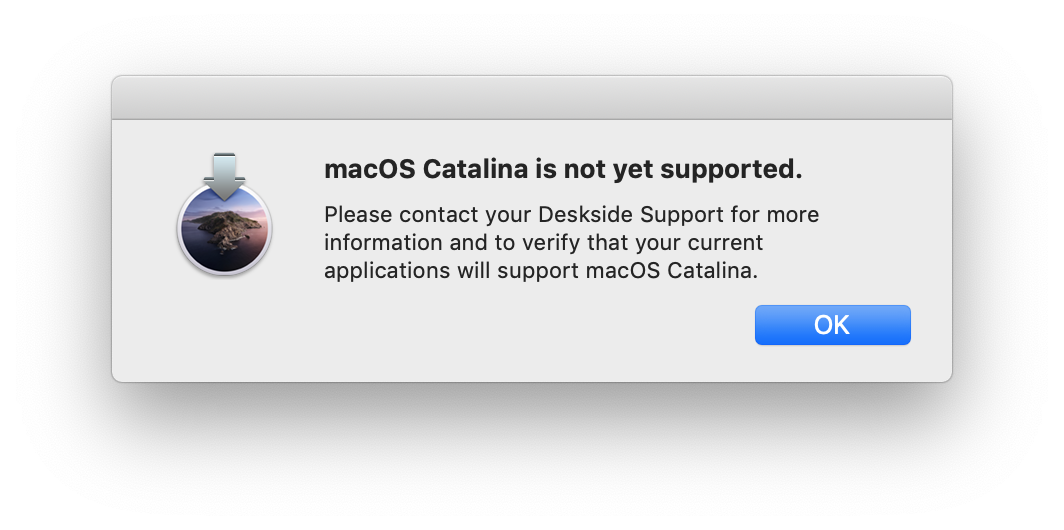 macOS Catalina is not yet supported.
Please contact your Deskside Support for more
information and to verify that your current
applications will support macOS Catalina.
OK